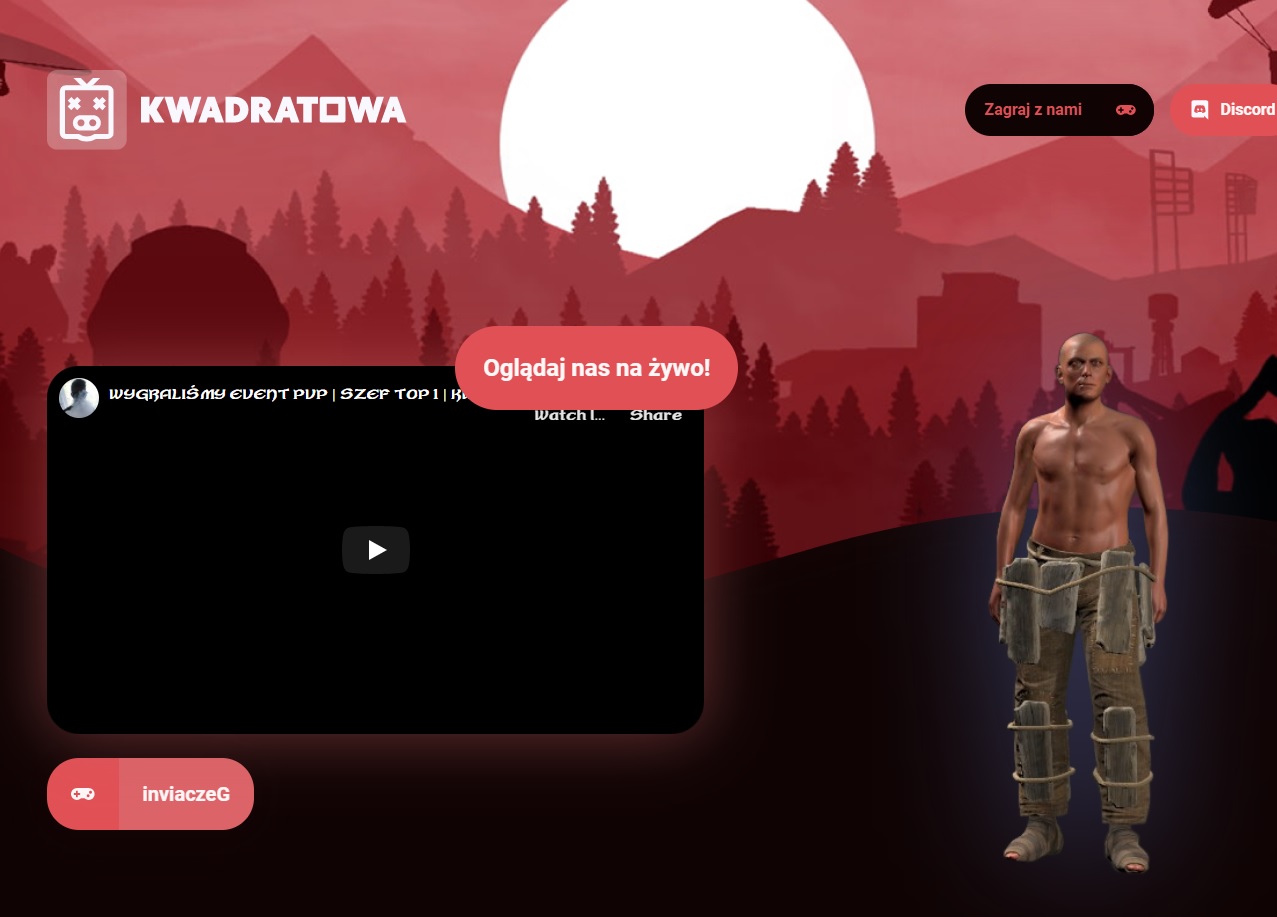 KWADRATOWA
Zagraj z nami
Discord
Oglądaj nas na żywo!
WYGRALIŚMY EVENT PVP | SZEF TOP 1 |
Watch l... Share
inviaczeG